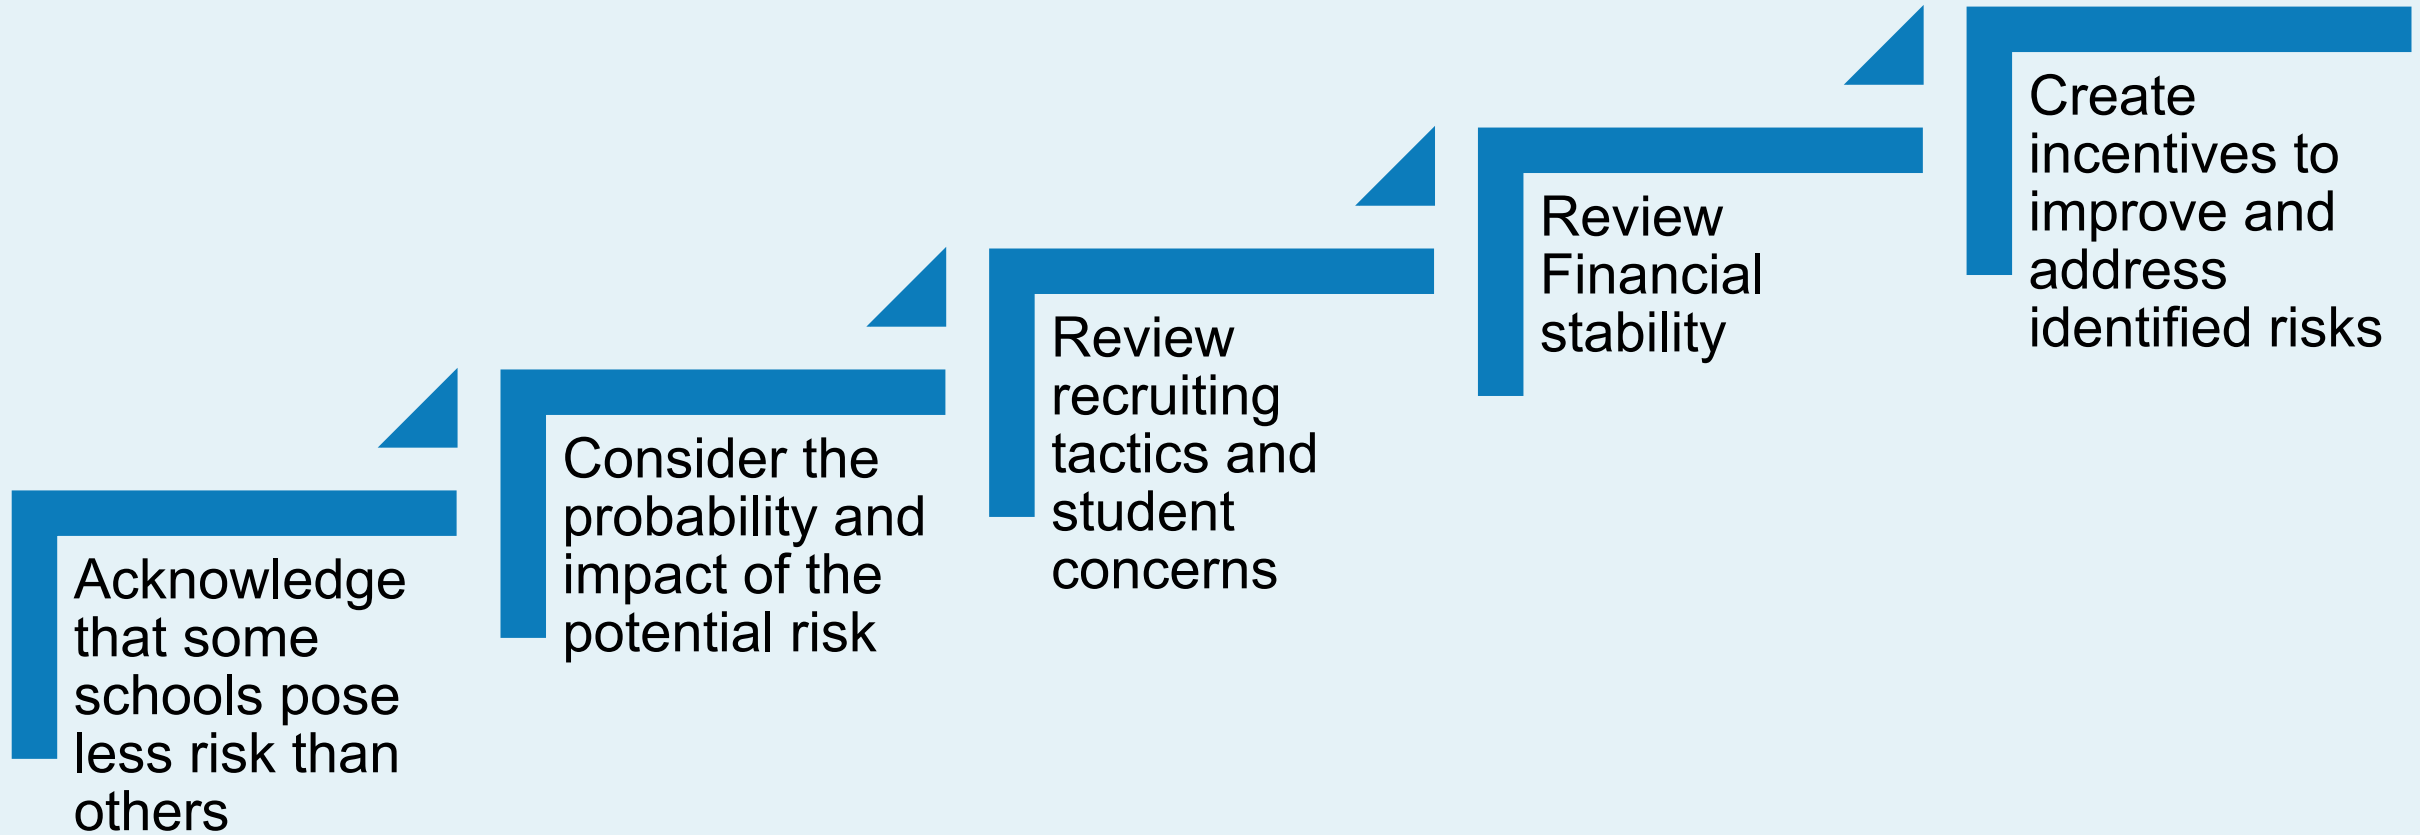 Acknowledge
that some
schools pose
less risk than
others
Consider the
probability and
impact of the
potential risk
Review
recruiting
tactics and
student
concerns
Review
Financial
stability
Create
incentives to
improve and
address
identified risks